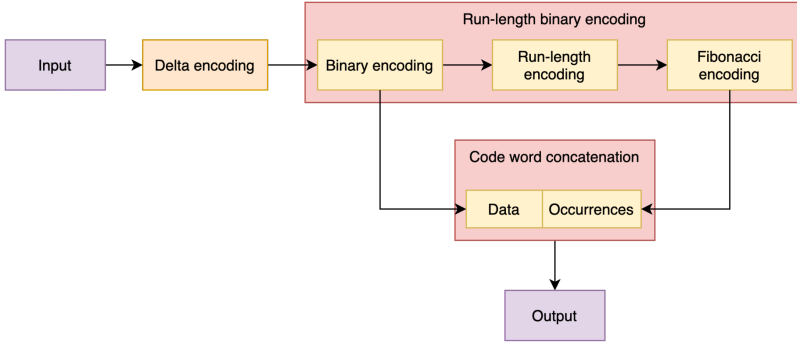 Run-length binary encoding
Input
Delta encoding
Binary encoding
Run-length
encoding
Fibonacci
encoding
Code word concatenation
Data
Occurrences
Output